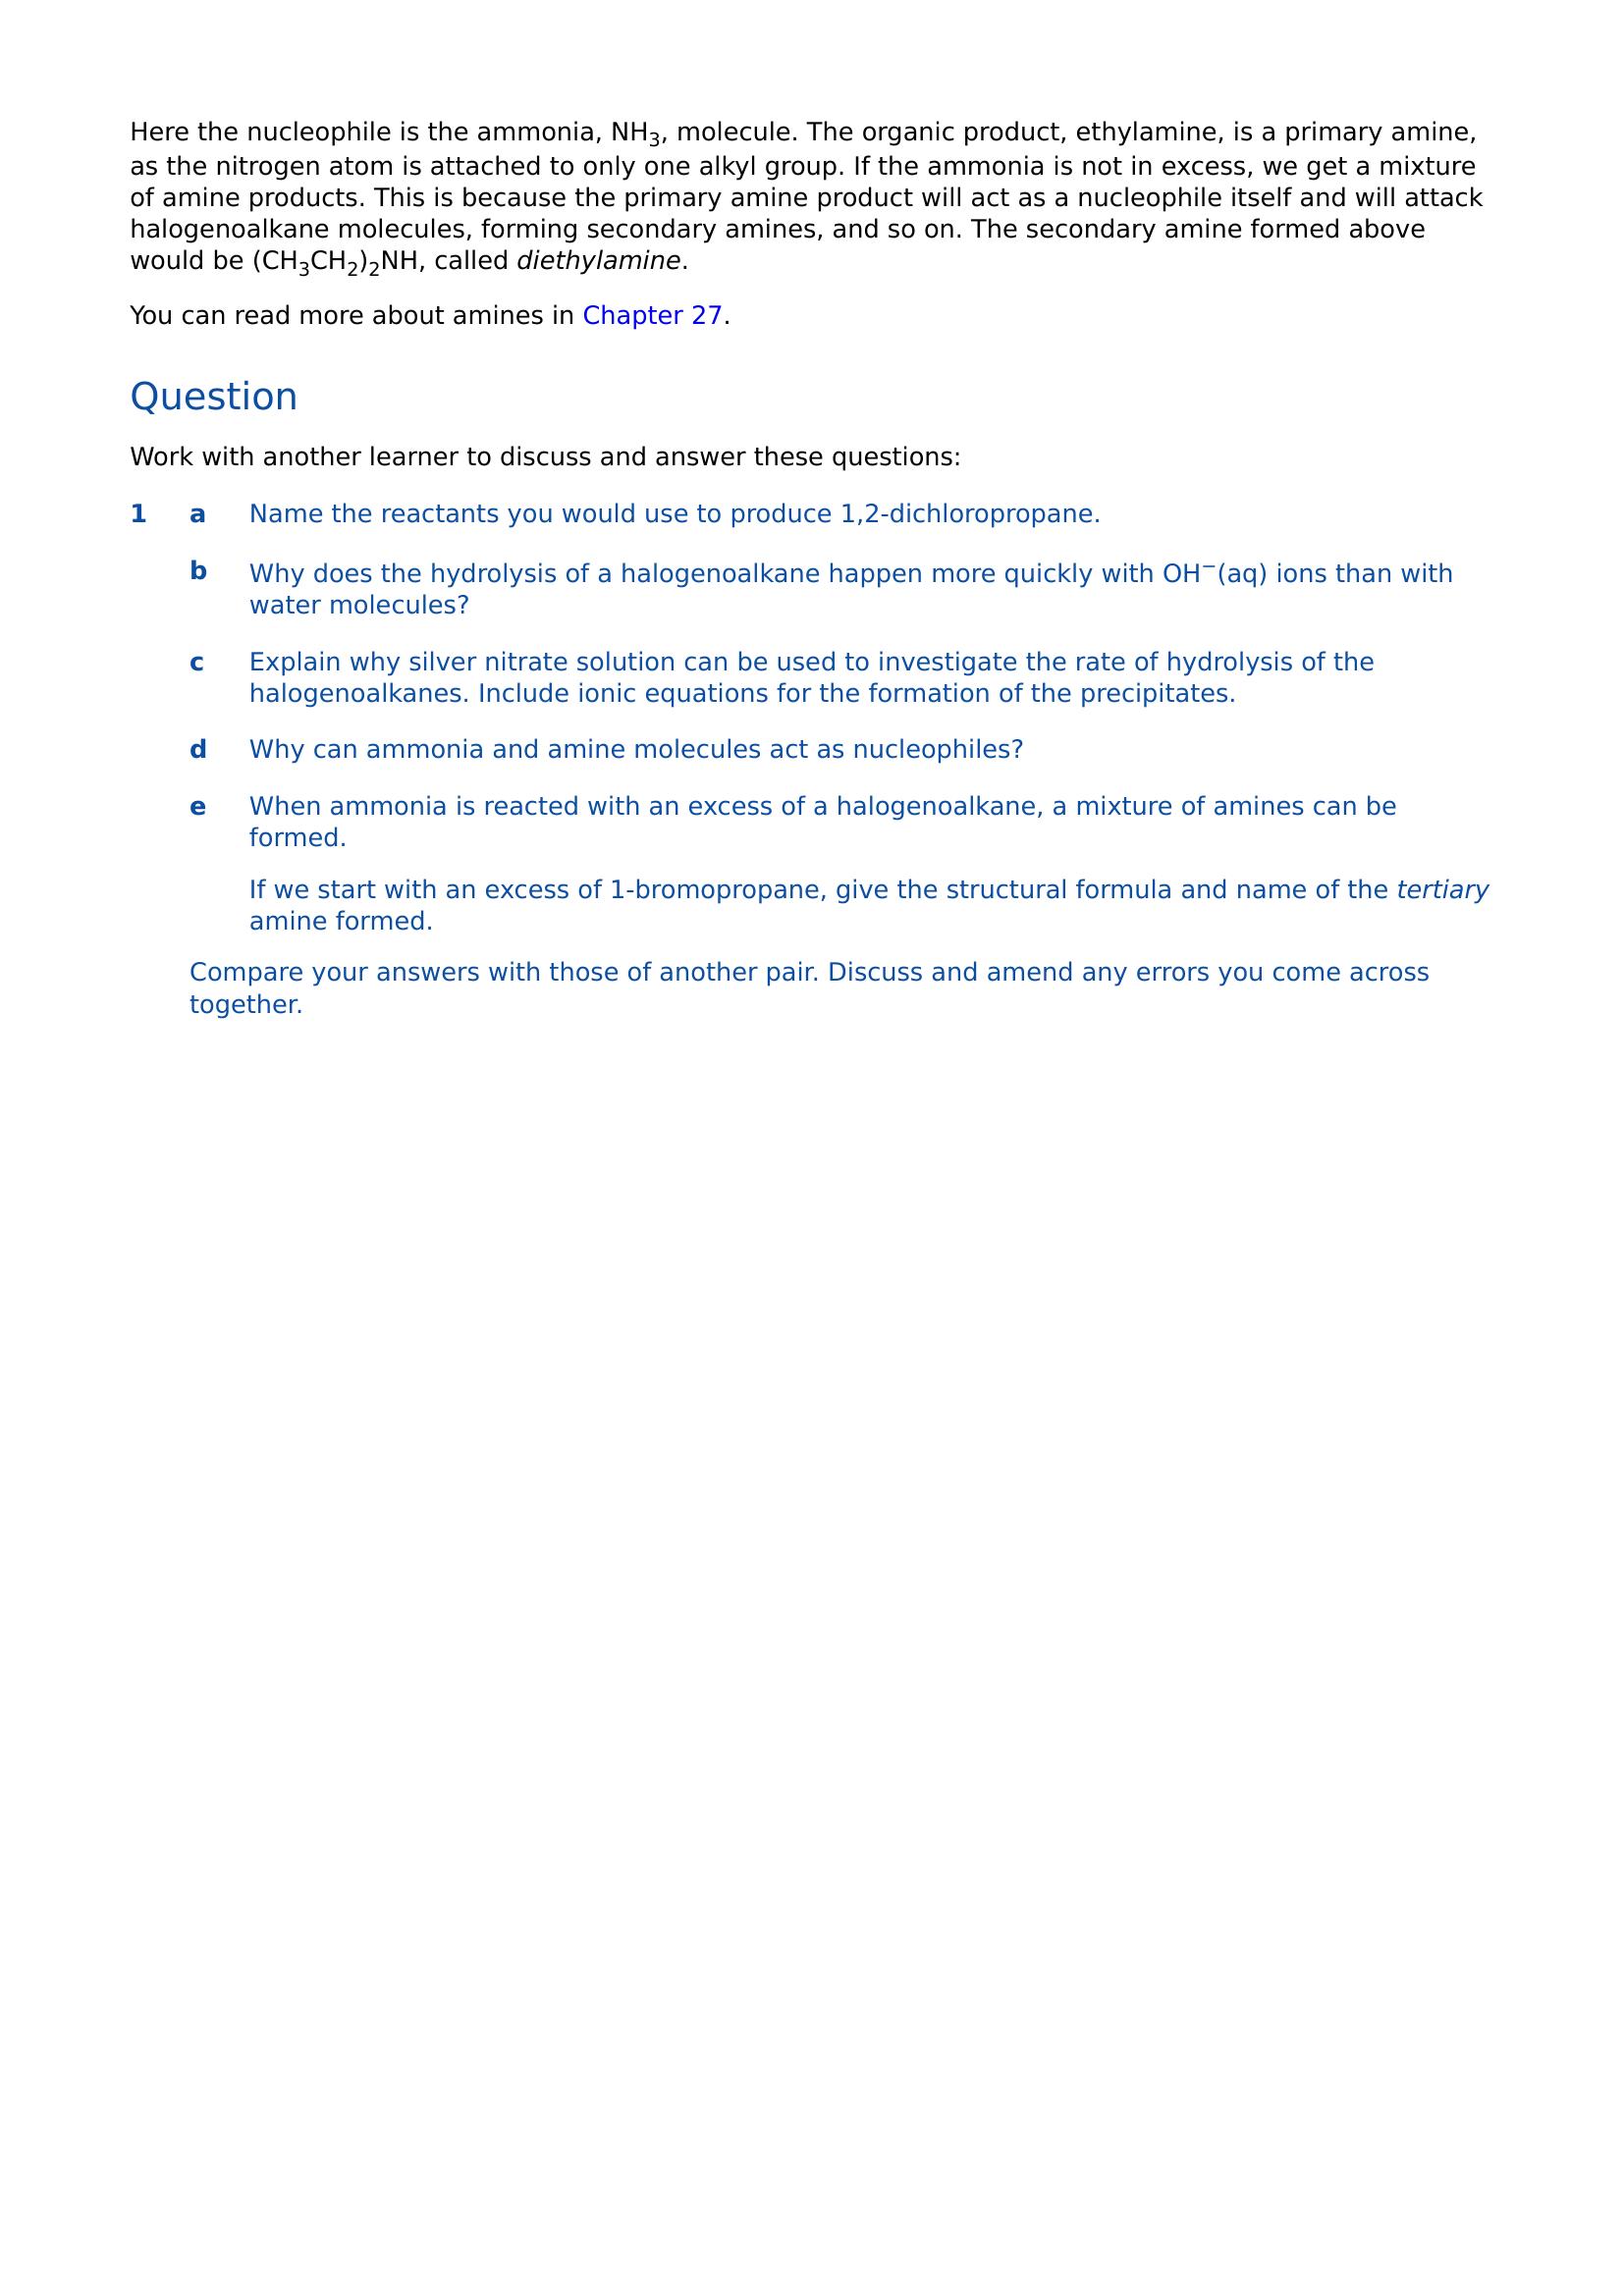 Here the nucleophile is the ammonia, NH₃, molecule. The organic product, ethylamine, is a primary amine,
as the nitrogen atom is attached to only one alkyl group. If the ammonia is not in excess, we get a mixture
of amine products. This is because the primary amine product will act as a nucleophile itself and will attack
halogenoalkane molecules, forming secondary amines, and so on. The secondary amine formed above
would be (CH₃CH₂)₂NH, called diethylamine.
You can read more about amines in Chapter 27.
Question
Work with another learner to discuss and answer these questions:
1 a Name the reactants you would use to produce 1,2-dichloropropane.
b Why does the hydrolysis of a halogenoalkane happen more quickly with OH⁻(aq) ions than with
water molecules?
c Explain why silver nitrate solution can be used to investigate the rate of hydrolysis of the
halogenoalkanes. Include ionic equations for the formation of the precipitates.
d Why can ammonia and amine molecules act as nucleophiles?
e When ammonia is reacted with an excess of a halogenoalkane, a mixture of amines can be
formed.
If we start with an excess of 1-bromopropane, give the structural formula and name of the tertiary
amine formed.
Compare your answers with those of another pair. Discuss and amend any errors you come across
together.